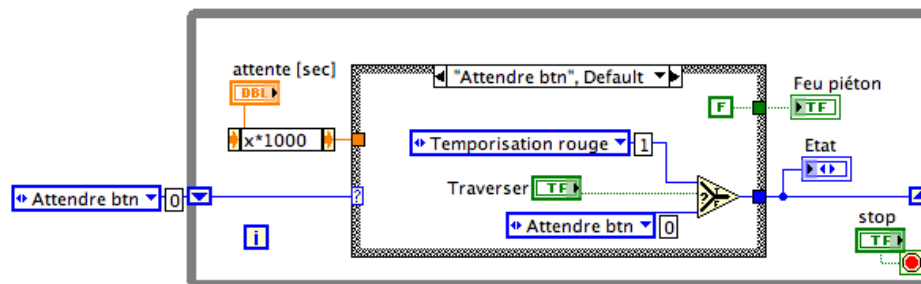 attente [sec]
DBL
x*1000
"Attendre btn", Default
F
Feu piéton
TF
Temporisation rouge
1
Etat
Traverser
TF
?
T
F
Attendre btn
0
?
Attendre btn
0
i
stop
TF